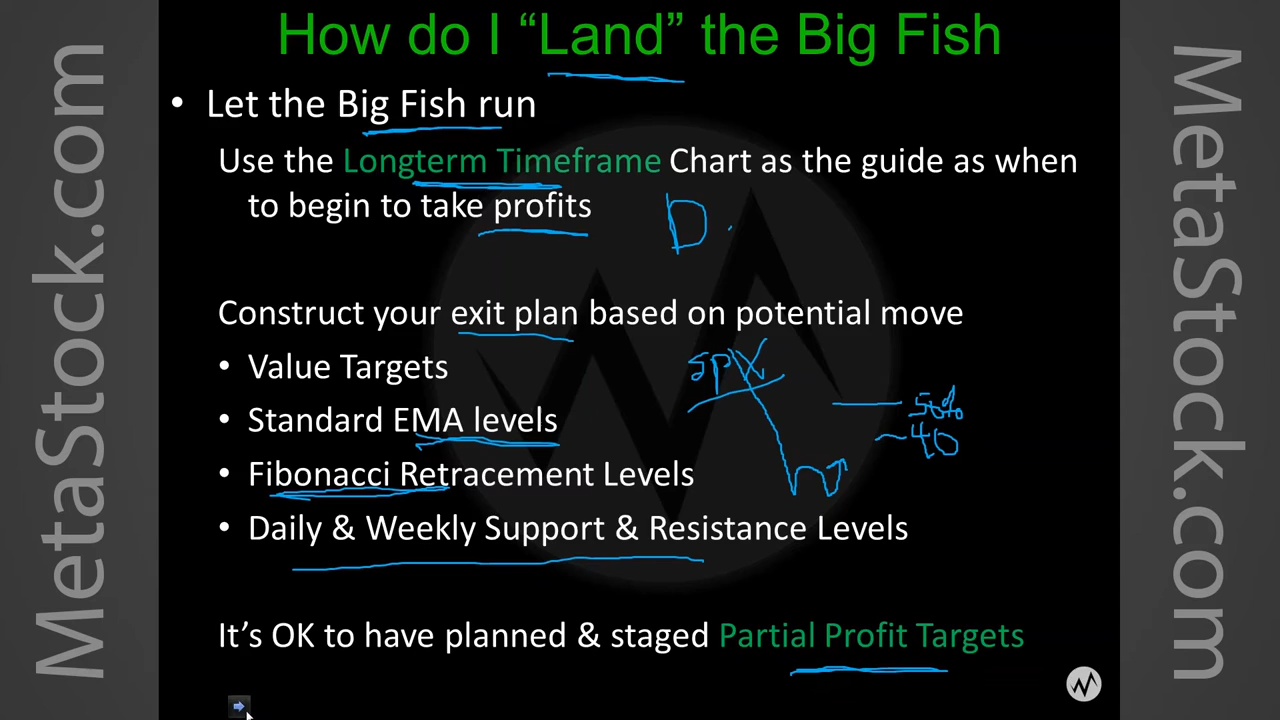 How do I “Land” the Big Fish
• Let the Big Fish run
Use the Longterm Timeframe Chart as the guide as when
to begin to take profits
D
Construct your exit plan based on potential move
• Value Targets
SPX
• Standard EMA levels
50%
40
• Fibonacci Retracement Levels
• Daily & Weekly Support & Resistance Levels
It’s OK to have planned & staged Partial Profit Targets
MetaStock.com
MetaStock.com